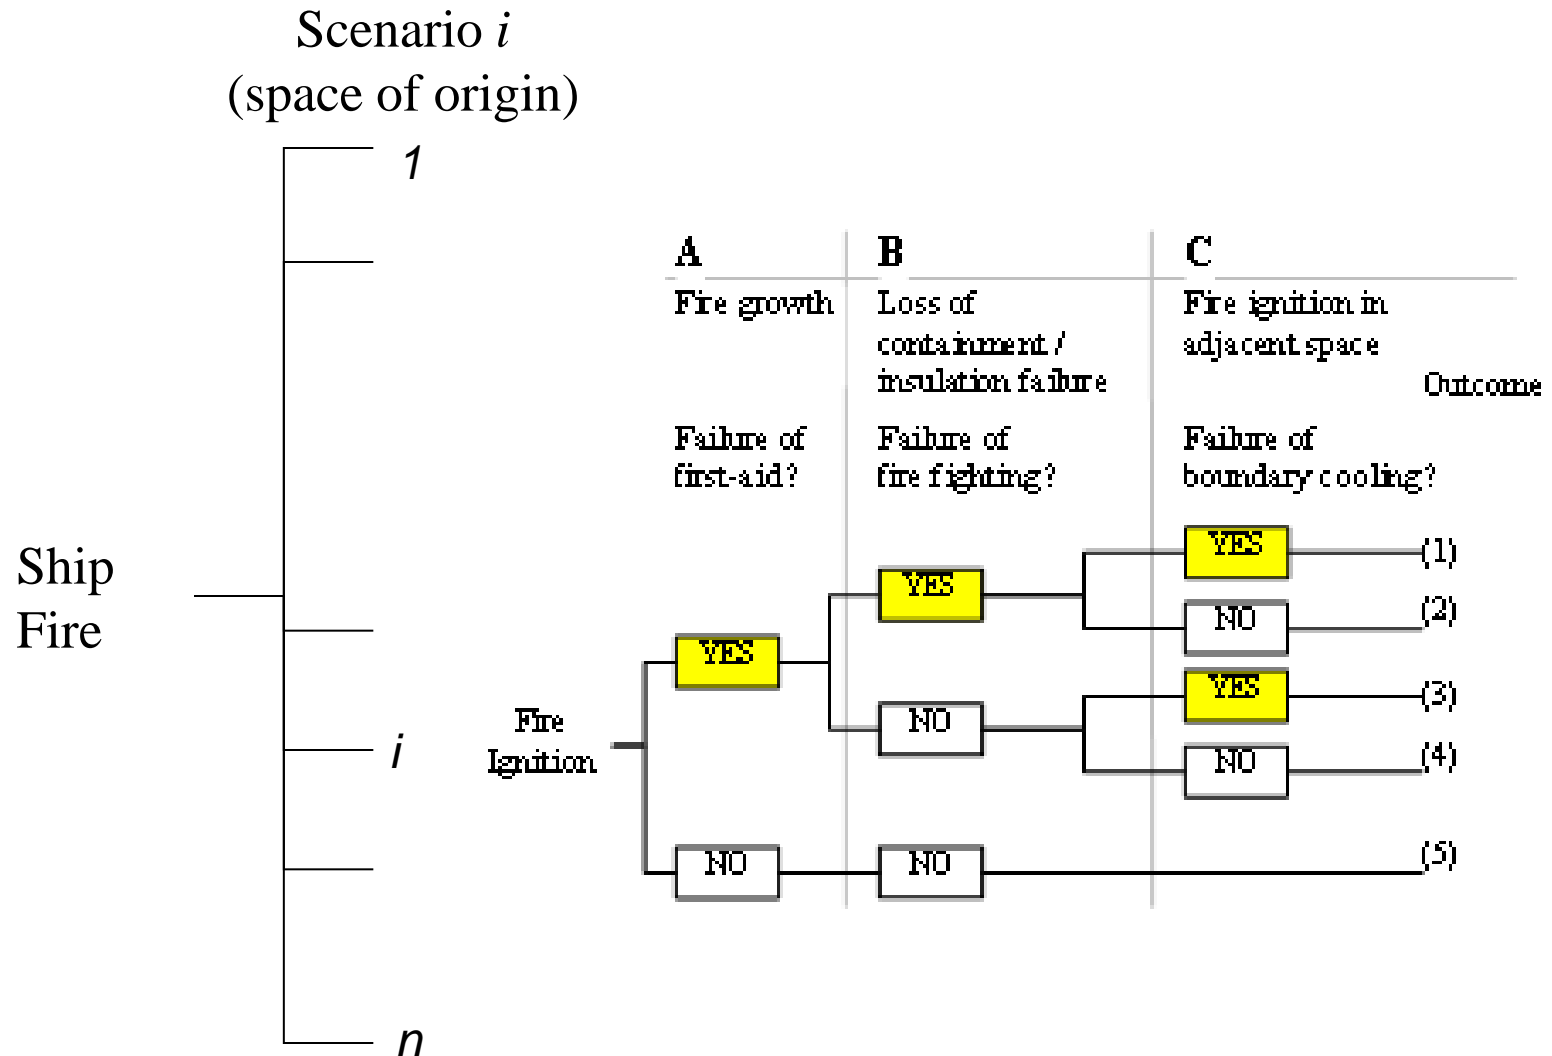 Scenario i
(space of origin)
1
A
B
C
Fire growth
Loss of
containment /
insulation failure
Fire ignition in
adjacent space
Outcome
Failure of
first-aid?
Failure of
fire fighting?
Failure of
boundary cooling?
Ship
Fire
YES
(1)
YES
NO
(2)
YES
YES
(3)
Fire
Ignition
NO
i
NO
(4)
NO
NO
(5)
n